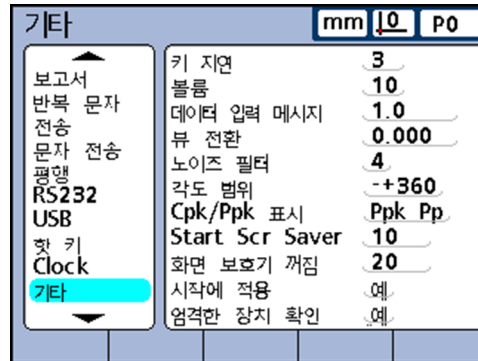 기타
mm 0 P0
보고서
반복 문자
전송
문자 전송
평행
RS232
USB
핫 키
Clock
기타
키 지연 3
볼륨 10
데이터 입력 메시지 1.0
뷰 전환 0.000
노이즈 필터 4
각도 범위 -+360
Cpk/Ppk 표시 Ppk Pp
Start Scr Saver 10
화면 보호기 꺼짐 20
시작에 적용 예
엄격한 장치 확인 예